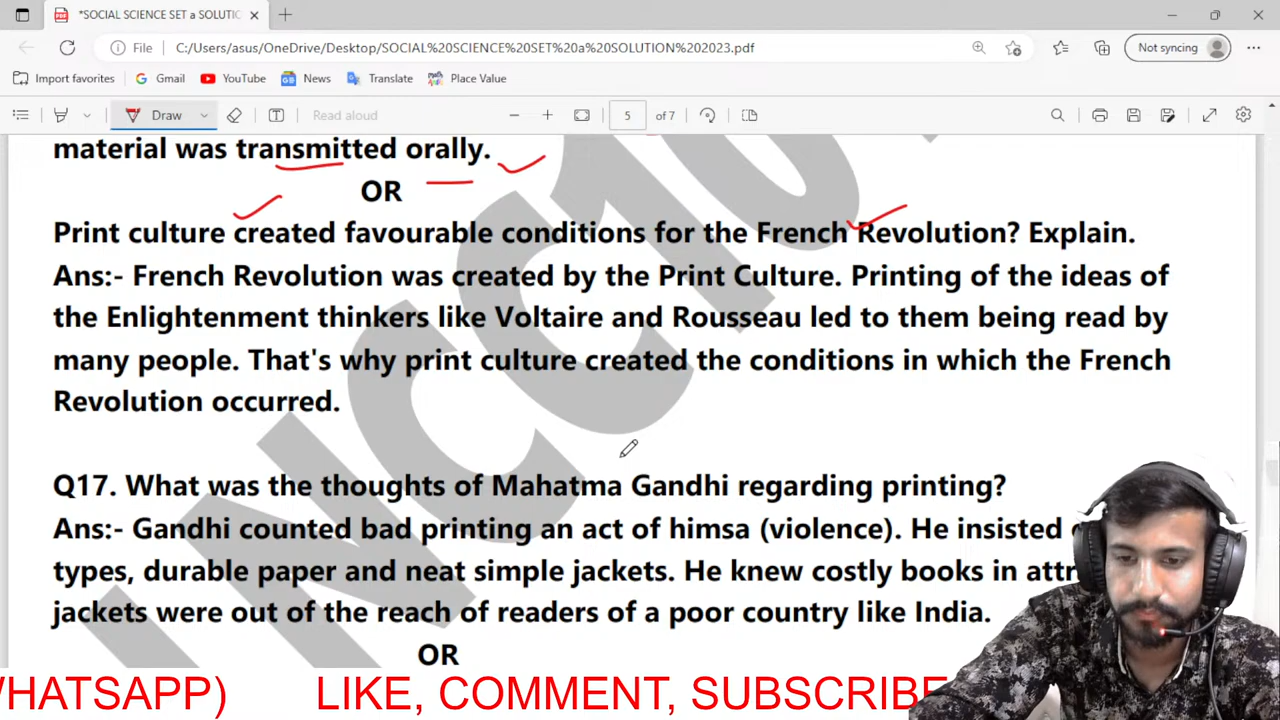 *SOCIAL SCIENCE SET a SOLUTIO
File C:/Users/asus/OneDrive/Desktop/SOCIAL%20SCIENCE%20SET%20a%20SOLUTION%202023.pdf Not syncing
Import favorites Gmail YouTube News Translate Place Value
Draw Read aloud 5 of 7
material was transmitted orally.
OR
Print culture created favourable conditions for the French Revolution? Explain.
Ans:- French Revolution was created by the Print Culture. Printing of the ideas of
the Enlightenment thinkers like Voltaire and Rousseau led to them being read by
many people. That's why print culture created the conditions in which the French
Revolution occurred.
Q17. What was the thoughts of Mahatma Gandhi regarding printing?
Ans:- Gandhi counted bad printing an act of himsa (violence). He insisted
types, durable paper and neat simple jackets. He knew costly books in attr
jackets were out of the reach of readers of a poor country like India.
OR
WHATSAPP) LIKE, COMMENT, SUBSCRIBE